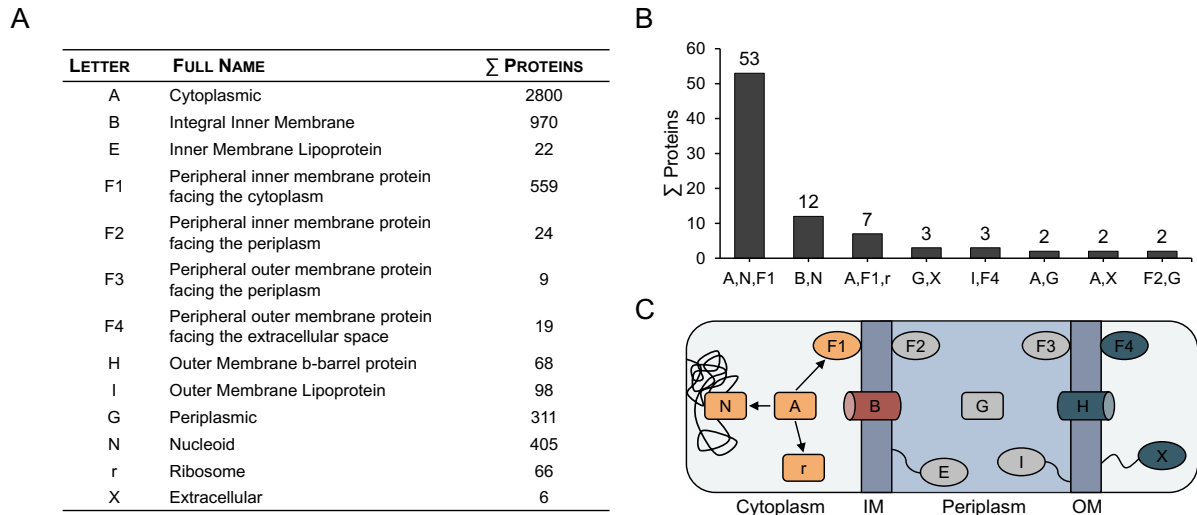 A
LETTER FULL NAME ∑ PROTEINS
A Cytoplasmic 2800
B Integral Inner Membrane 970
E Inner Membrane Lipoprotein 22
F1 Peripheral inner membrane protein facing the cytoplasm 559
F2 Peripheral inner membrane protein facing the periplasm 24
F3 Peripheral outer membrane protein facing the periplasm 9
F4 Peripheral outer membrane protein facing the extracellular space 19
H Outer Membrane b-barrel protein 68
I Outer Membrane Lipoprotein 98
G Periplasmic 311
N Nucleoid 405
r Ribosome 66
X Extracellular 6
B
∑ Proteins
60
50
40
30
20
10
0
53 12 7 3 3 2 2 2
A,N,F1 B,N A,F1,r G,X I,F4 A,G A,X F2,G
C
F1 F2 F3 F4
N A B G H
r E I X
Cytoplasm IM Periplasm OM